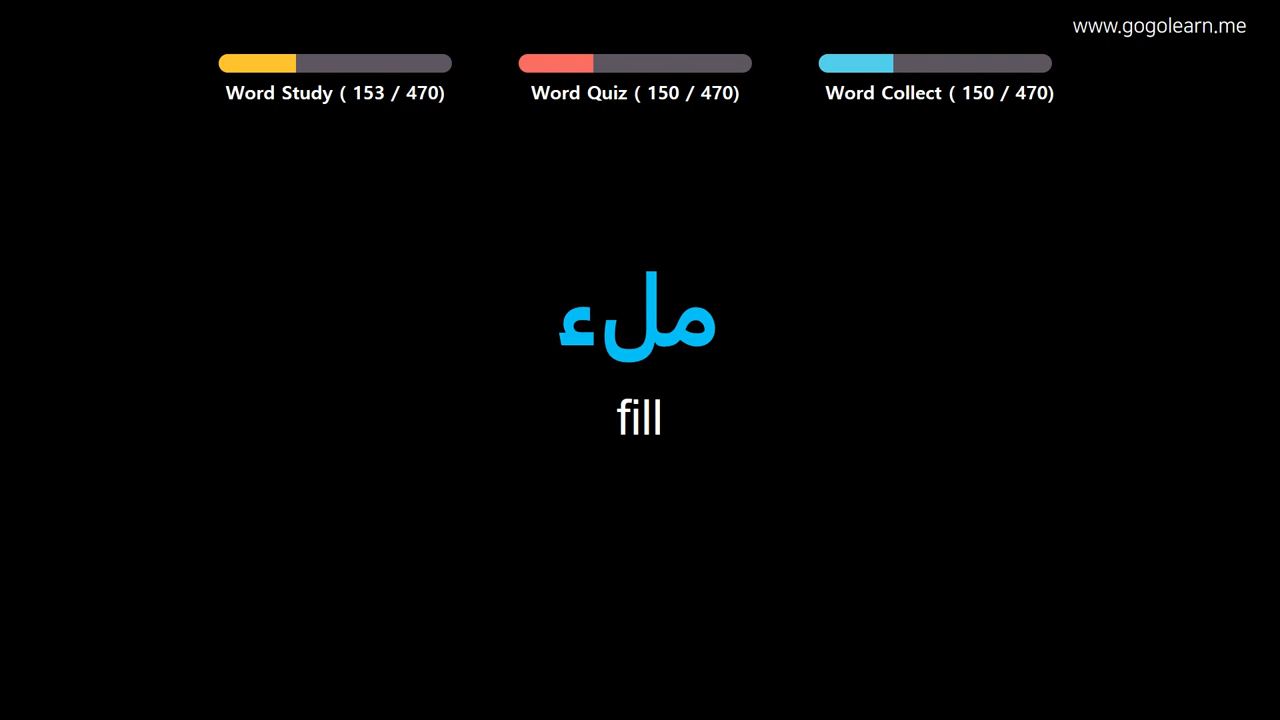 www.gogolearn.me
Word Study ( 153 / 470)
Word Quiz ( 150 / 470)
Word Collect ( 150 / 470)
ملء
fill